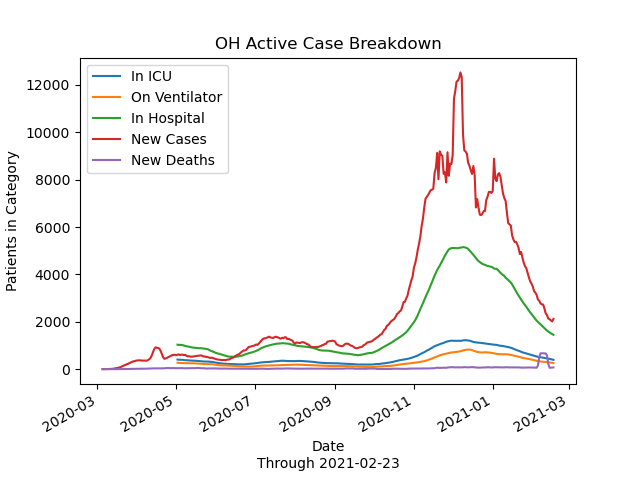 OH Active Case Breakdown
In ICU
On Ventilator
In Hospital
New Cases
New Deaths
Patients in Category
12000
10000
8000
6000
4000
2000
0
2020-03
2020-05
2020-07
2020-09
2020-11
2021-01
2021-03
Date
Through 2021-02-23